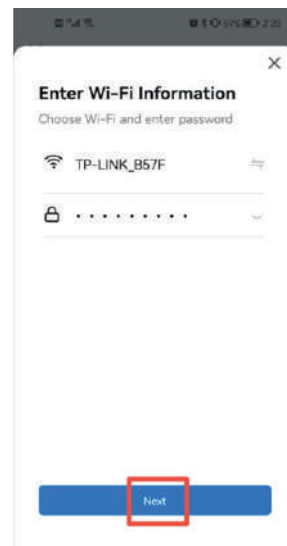 Enter Wi-Fi Information
Choose Wi-Fi and enter password
TP-LINK_B57F
Next